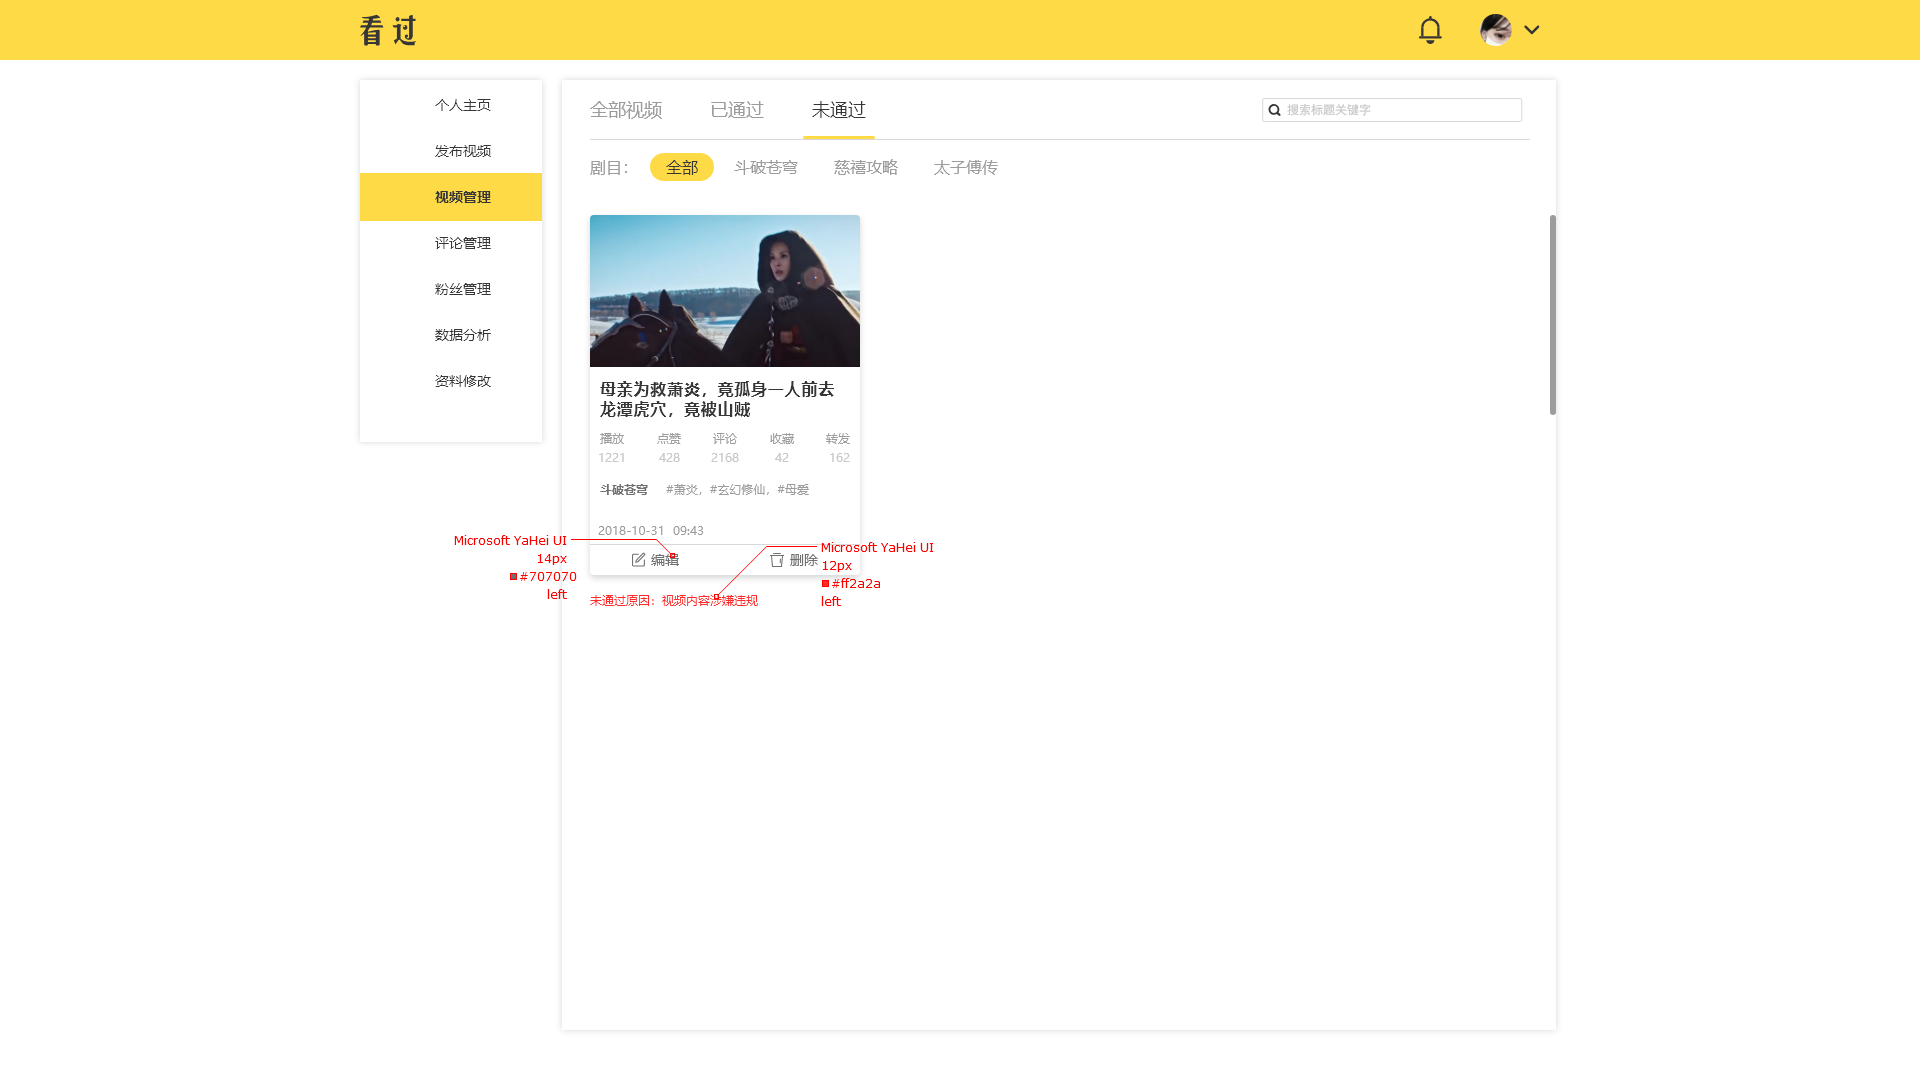 看过
个人主页
发布视频
视频管理
评论管理
粉丝管理
数据分析
资料修改
全部视频 已通过 未通过
搜索标题关键字
剧目： 全部 斗破苍穹 慈禧攻略 太子傅传
母亲为救萧炎，竟孤身一人前去
龙潭虎穴，竟被山贼
播放 点赞 评论 收藏 转发
1221 428 2168 42 162
斗破苍穹 #萧炎，#玄幻修仙，#母爱
2018-10-31 09:43
编辑 删除
未通过原因：视频内容涉嫌违规
Microsoft YaHei UI
14px
#707070
left
Microsoft YaHei UI
12px
#ff2a2a
left